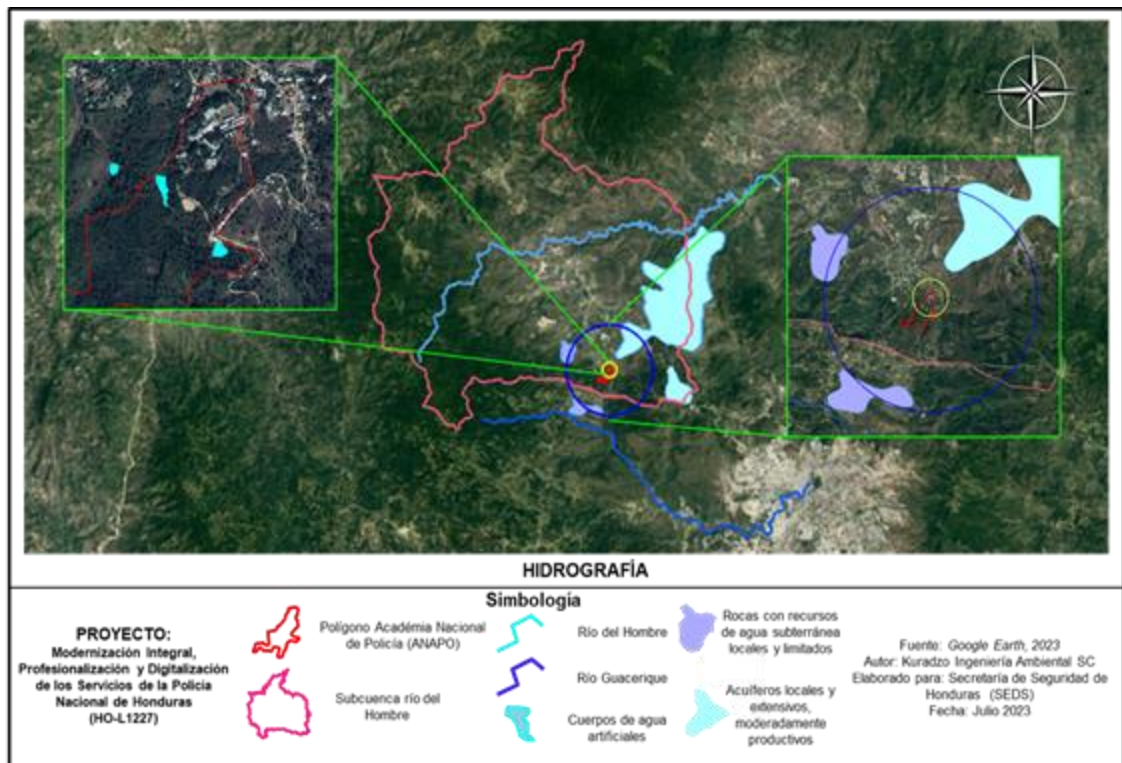 HIDROGRAFÍA
Simbología
PROYECTO:
Modernización Integral,
Profesionalización y Digitalización
de los Servicios de la Policía
Nacional de Honduras
(HO-L1227)
Polígono Académia Nacional
de Policía (ANAPO)
Subcuenca río del
Hombre
Río del Hombre
Río Guacerique
Cuerpos de agua
artificiales
Rocas con recursos
de agua subterránea
locales y limitados
Acuíferos locales y
extensivos,
moderadamente
productivos
Fuente: Google Earth, 2023
Autor: Kuradzo Ingeniería Ambiental SC
Elaborado para: Secretaría de Seguridad de
Honduras (SEDS)
Fecha: Julio 2023